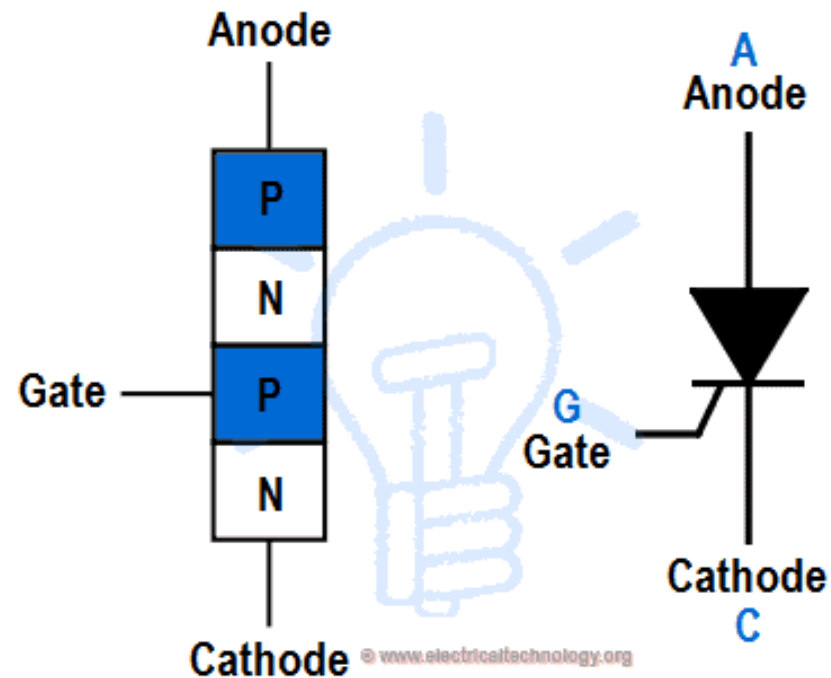 Anode
P
N
P
N
Gate
Cathode
A
Anode
G
Gate
Cathode
C
© www.electricaltechnology.org